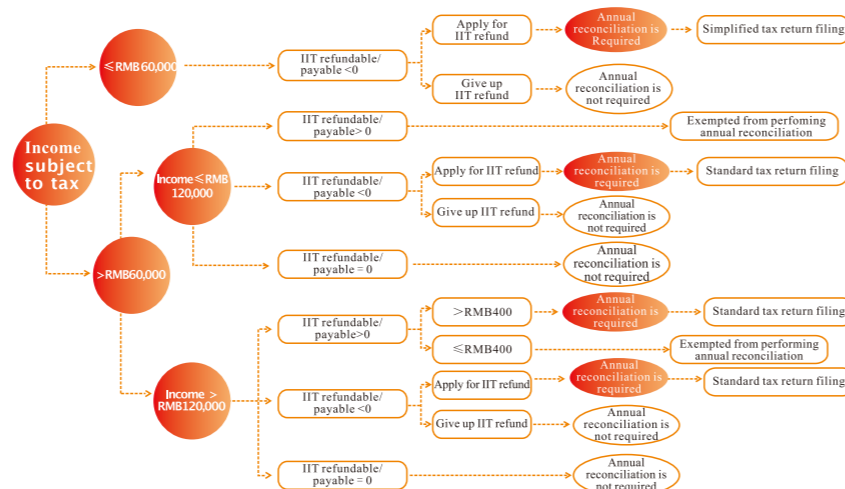 Income
subject
to tax
≤RMB60,000
IIT refundable/
payable <0
Apply for
IIT refund
Annual
reconciliation is
Required
Simplified tax return filing
Give up
IIT refund
Annual
reconciliation is
not required
>RMB60,000
Income≤RMB
120,000
IIT refundable/
payable> 0
Exempted from perfoming
annual reconciliation
IIT refundable/
payable <0
Apply for IIT refund
Annual
reconciliation is
required
Standard tax return filing
Give up IIT refund
Annual
reconciliation is
not required
IIT refundable/
payable = 0
Annual
reconciliation is
not required
Income >
RMB120,000
IIT refundable/
payable>0
>RMB400
Annual
reconciliation is
required
Standard tax return filing
≤RMB400
Exempted from performing
annual reconciliation
IIT refundable/
payable <0
Apply for IIT refund
Annual
reconciliation is
required
Standard tax return filing
Give up IIT refund
Annual
reconciliation is
not required
IIT refundable/
payable = 0
Annual
reconciliation is
not required